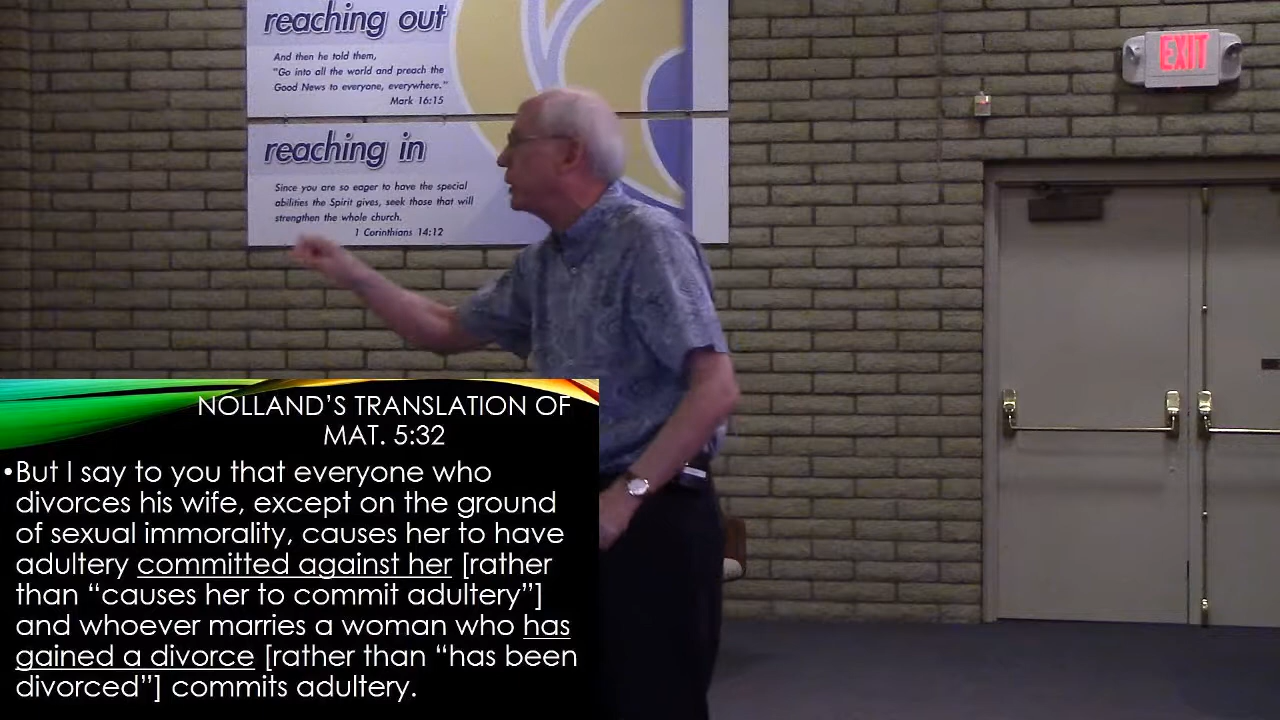 reaching out
And then he told them,
"Go into all the world and preach the
Good News to everyone, everywhere."
Mark 16:15
reaching in
Since you are so eager to have the special
abilities the Spirit gives, seek those that will
strengthen the whole church.
1 Corinthians 14:12
EXIT
NOLLAND’S TRANSLATION OF
MAT. 5:32
•But I say to you that everyone who
divorces his wife, except on the ground
of sexual immorality, causes her to have
adultery committed against her [rather
than “causes her to commit adultery”]
and whoever marries a woman who has
gained a divorce [rather than “has been
divorced”] commits adultery.